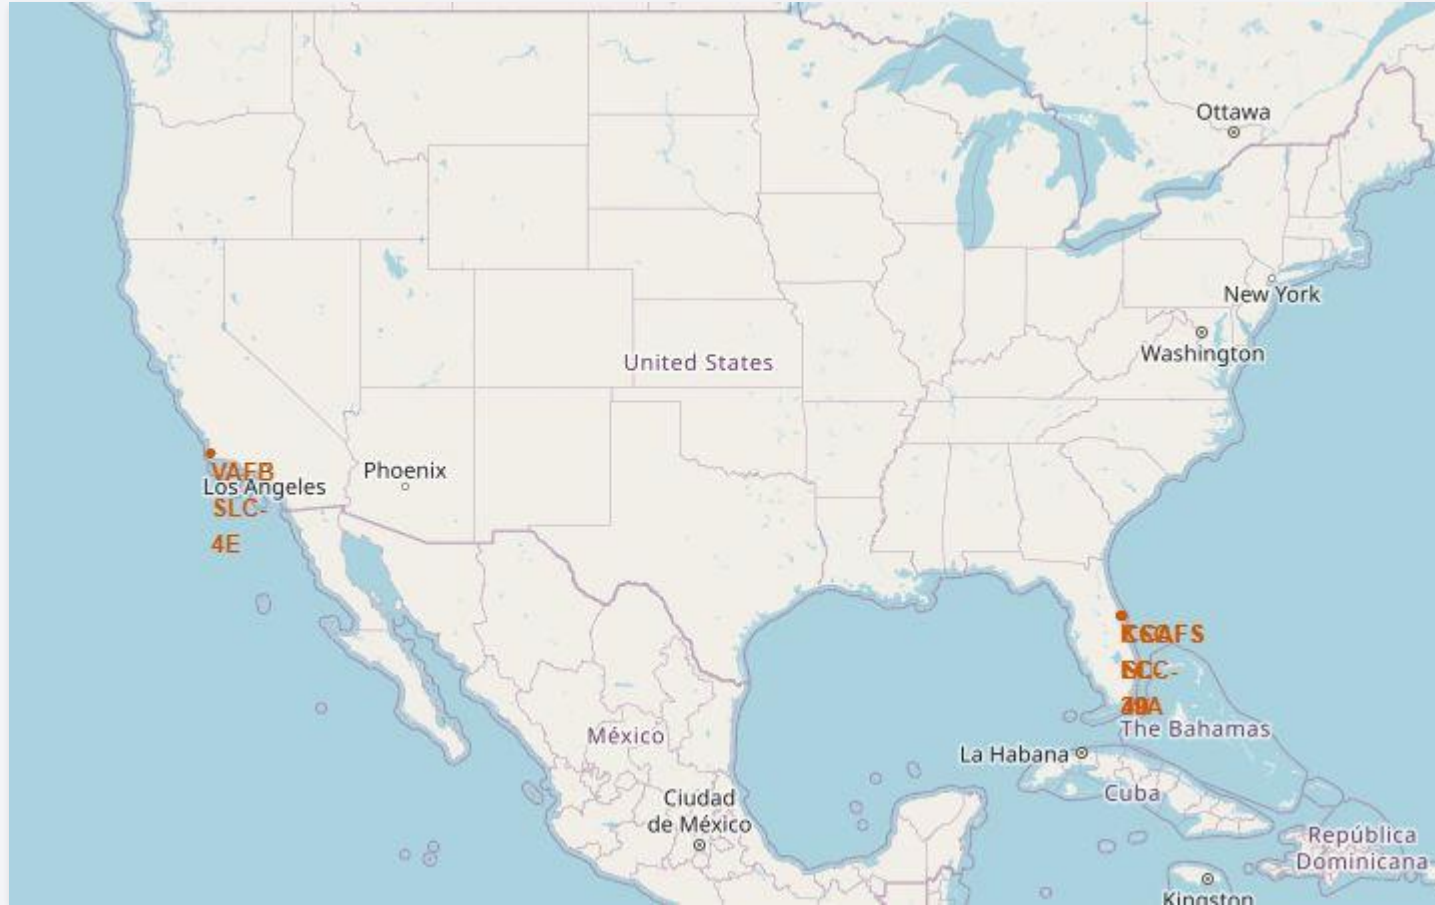 Ottawa
New York
Washington
United States
VAFB
SLC-
4E
Los Angeles
Phoenix
México
Ciudad
de México
The Bahamas
La Habana
Cuba
República
Dominicana
Kingston